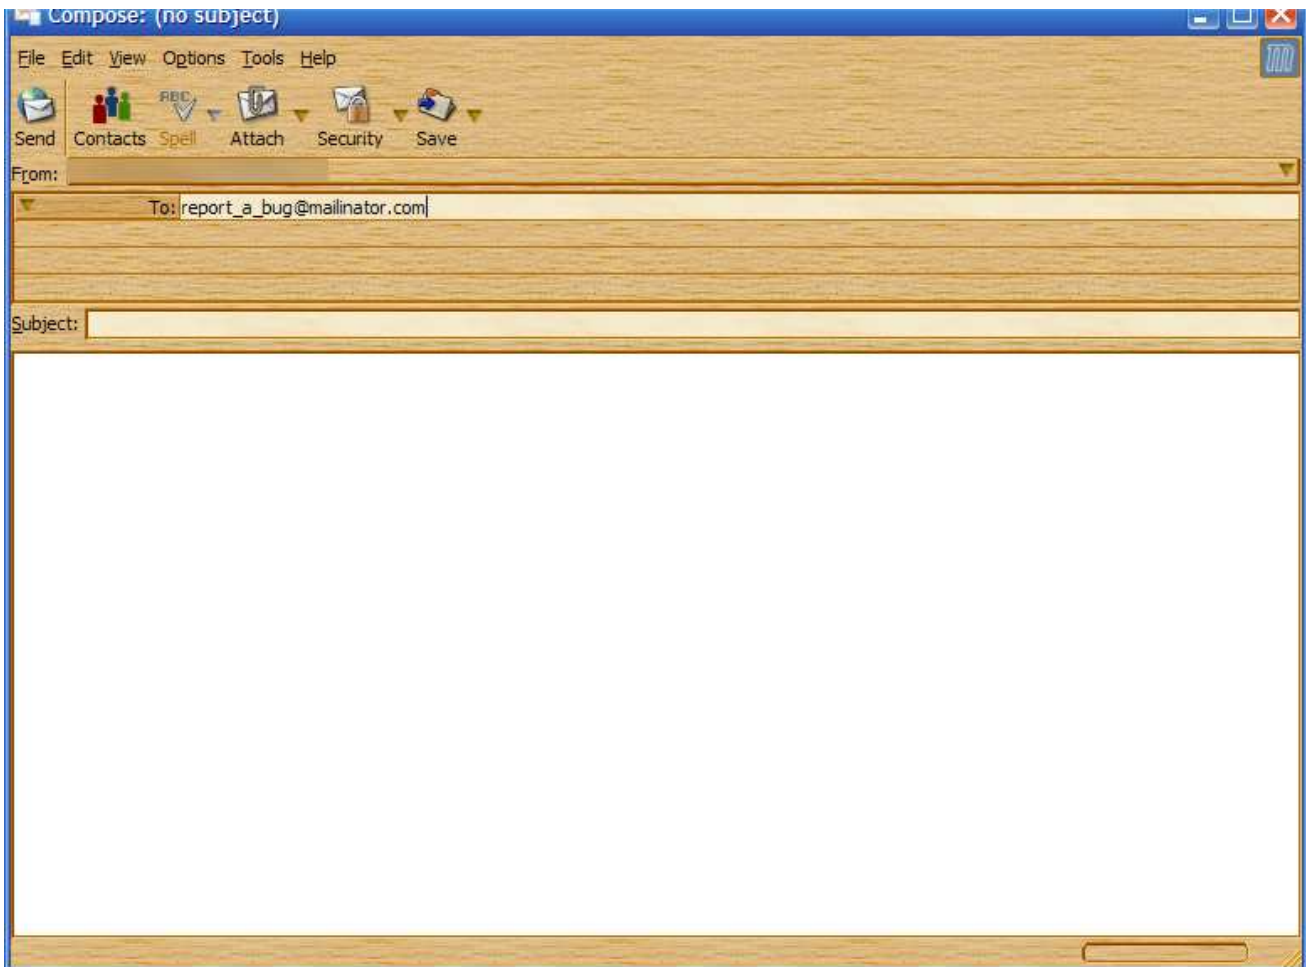 Compose: (no subject)
File Edit View Options Tools Help
ABC
Send Contacts Spell Attach Security Save
From:
To: report_a_bug@mailinator.com
Subject: